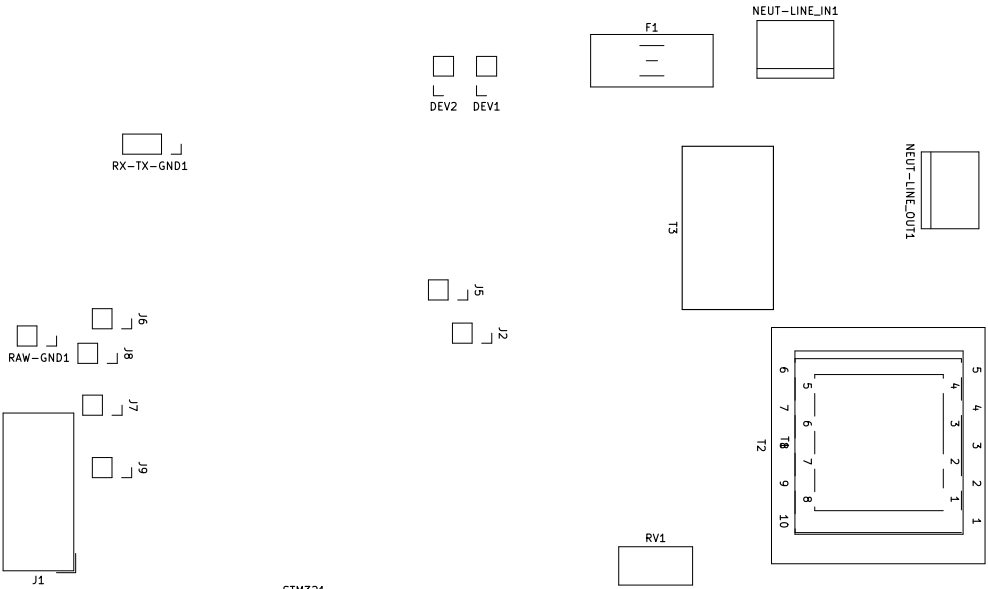 NEUT-LINE_IN1
F1
DEV2
DEV1
RX-TX-GND1
NEUT-LINE_OUT1
T3
J5
J6
J2
RAW-GND1
J8
6
5
5
4
J7
7
4
6
3
T2
3
7
2
J9
9
2
8
1
10
1
RV1
J1